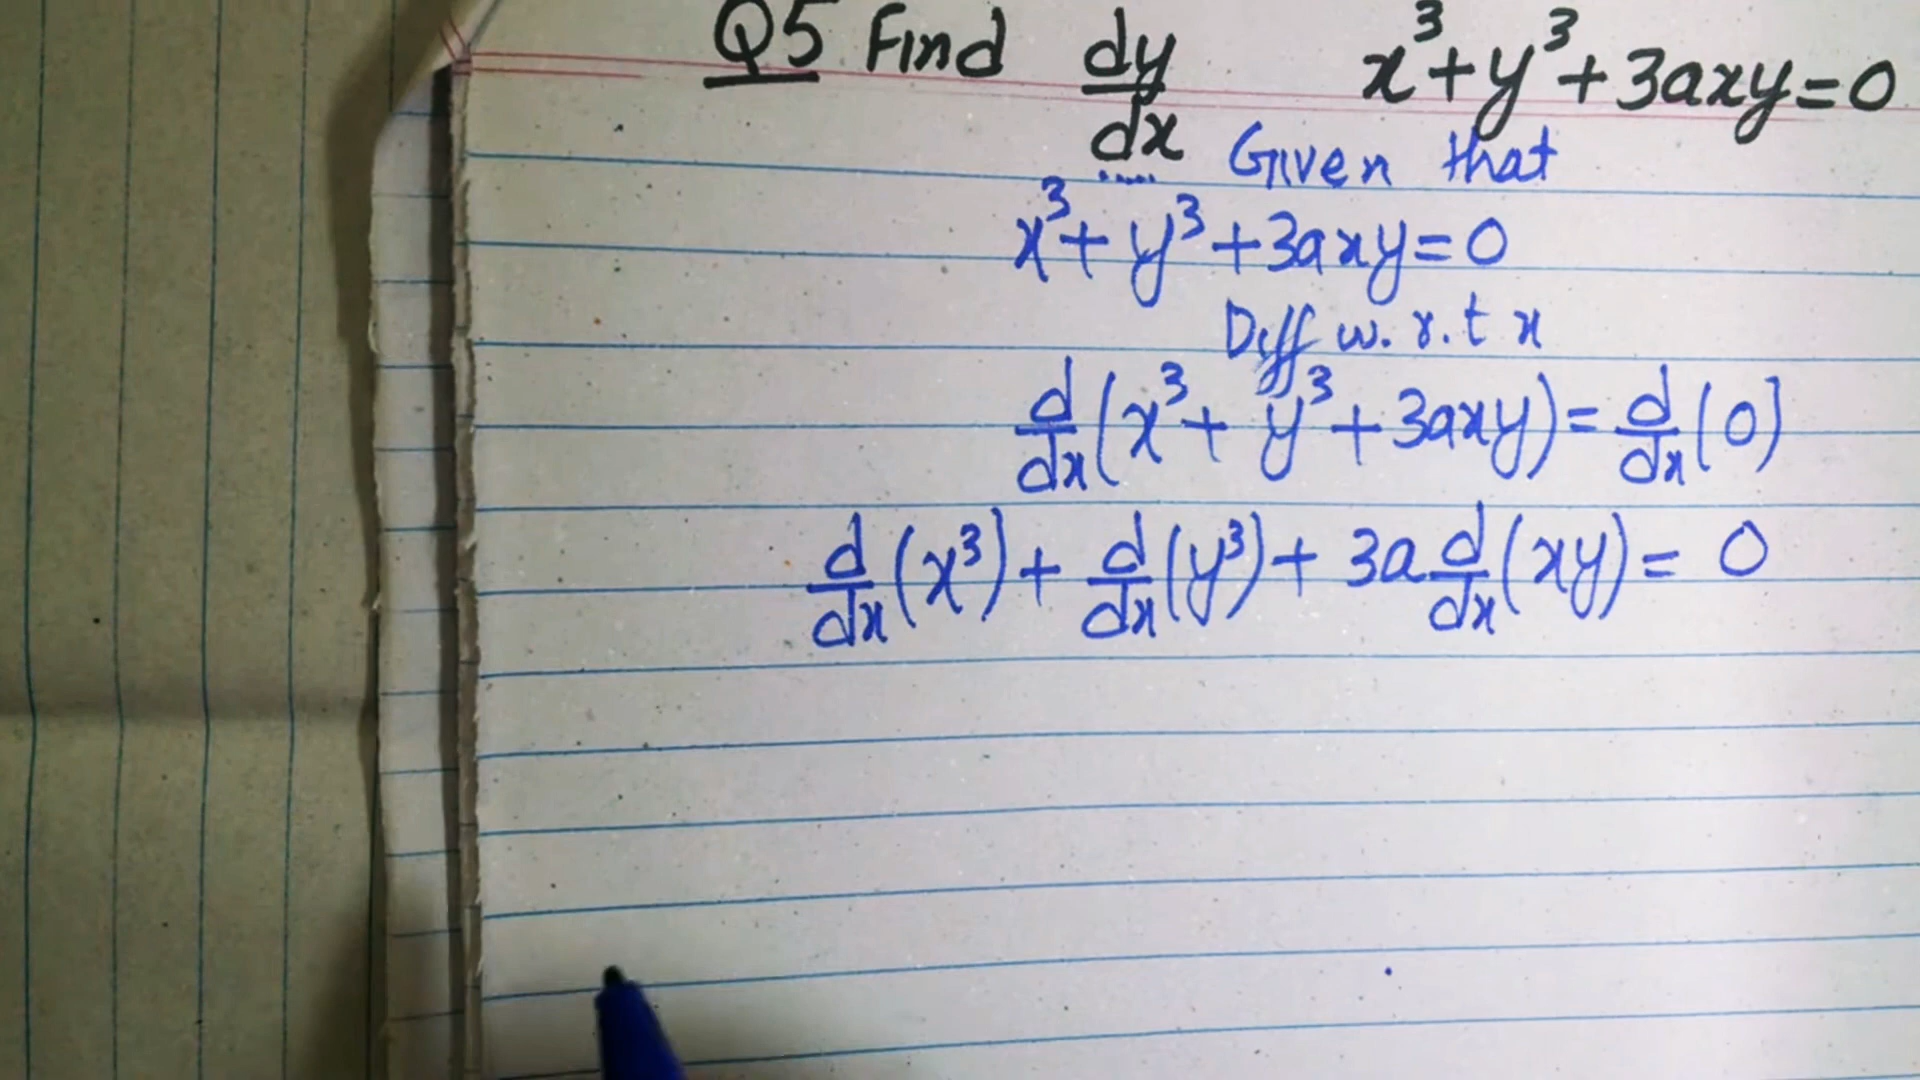 Q5 Find dy/dx x³+y³+3axy=0
Given that
x³+y³+3axy=0
Diff w.r.t x
d/dx(x³+y³+3axy)=d/dx(0)
d/dx(x³)+d/dx(y³)+3a d/dx(xy)=0